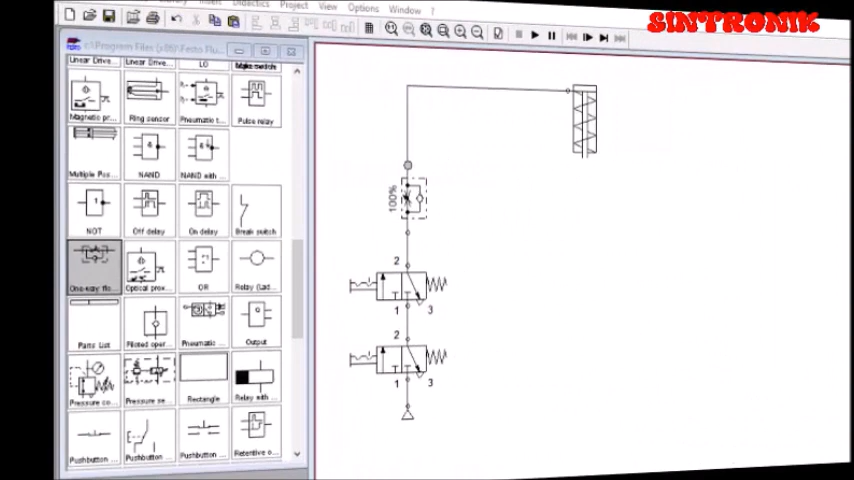 Insert Didactics Project View Options Window
SINTRONIK
c:\Program Files (x86)\Festo Flu...
Linear Drive... Linear Drive... LO Make switch
Magnetic pr... Ring sensor Pneumatic t... Pulse relay
Multiple Pos... NAND NAND with ...
NOT Off delay On delay Break switch
One-way flo... Optical prox... OR Relay (Lad...
Parts List Piloted oper... Pneumatic ... Output
Pressure co... Pressure se... Rectangle Relay with ...
Pushbutton ... Pushbutton ... Pushbutton ... Retentive o...
&
&
1
100%
2
1 3
2
1 3